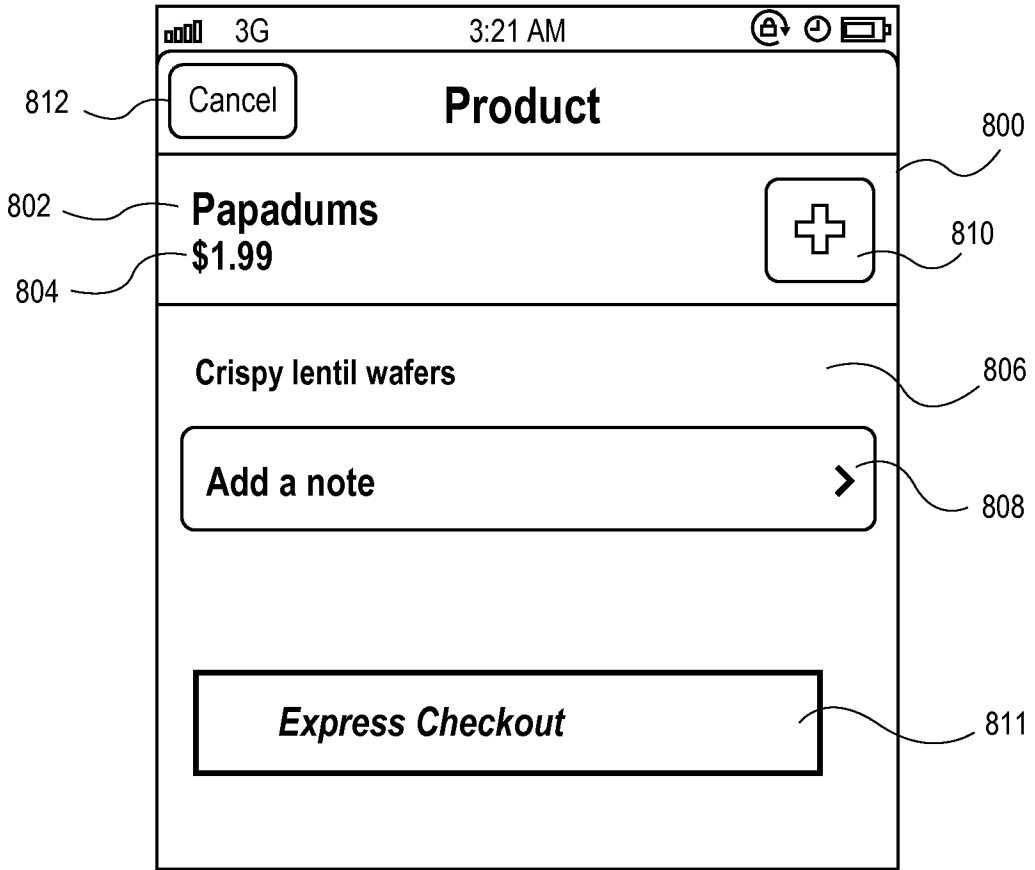 3G 3:21 AM
812 Cancel Product
800
802 Papadums
810
804 $1.99
Crispy lentil wafers 806
Add a note
808
Express Checkout 811